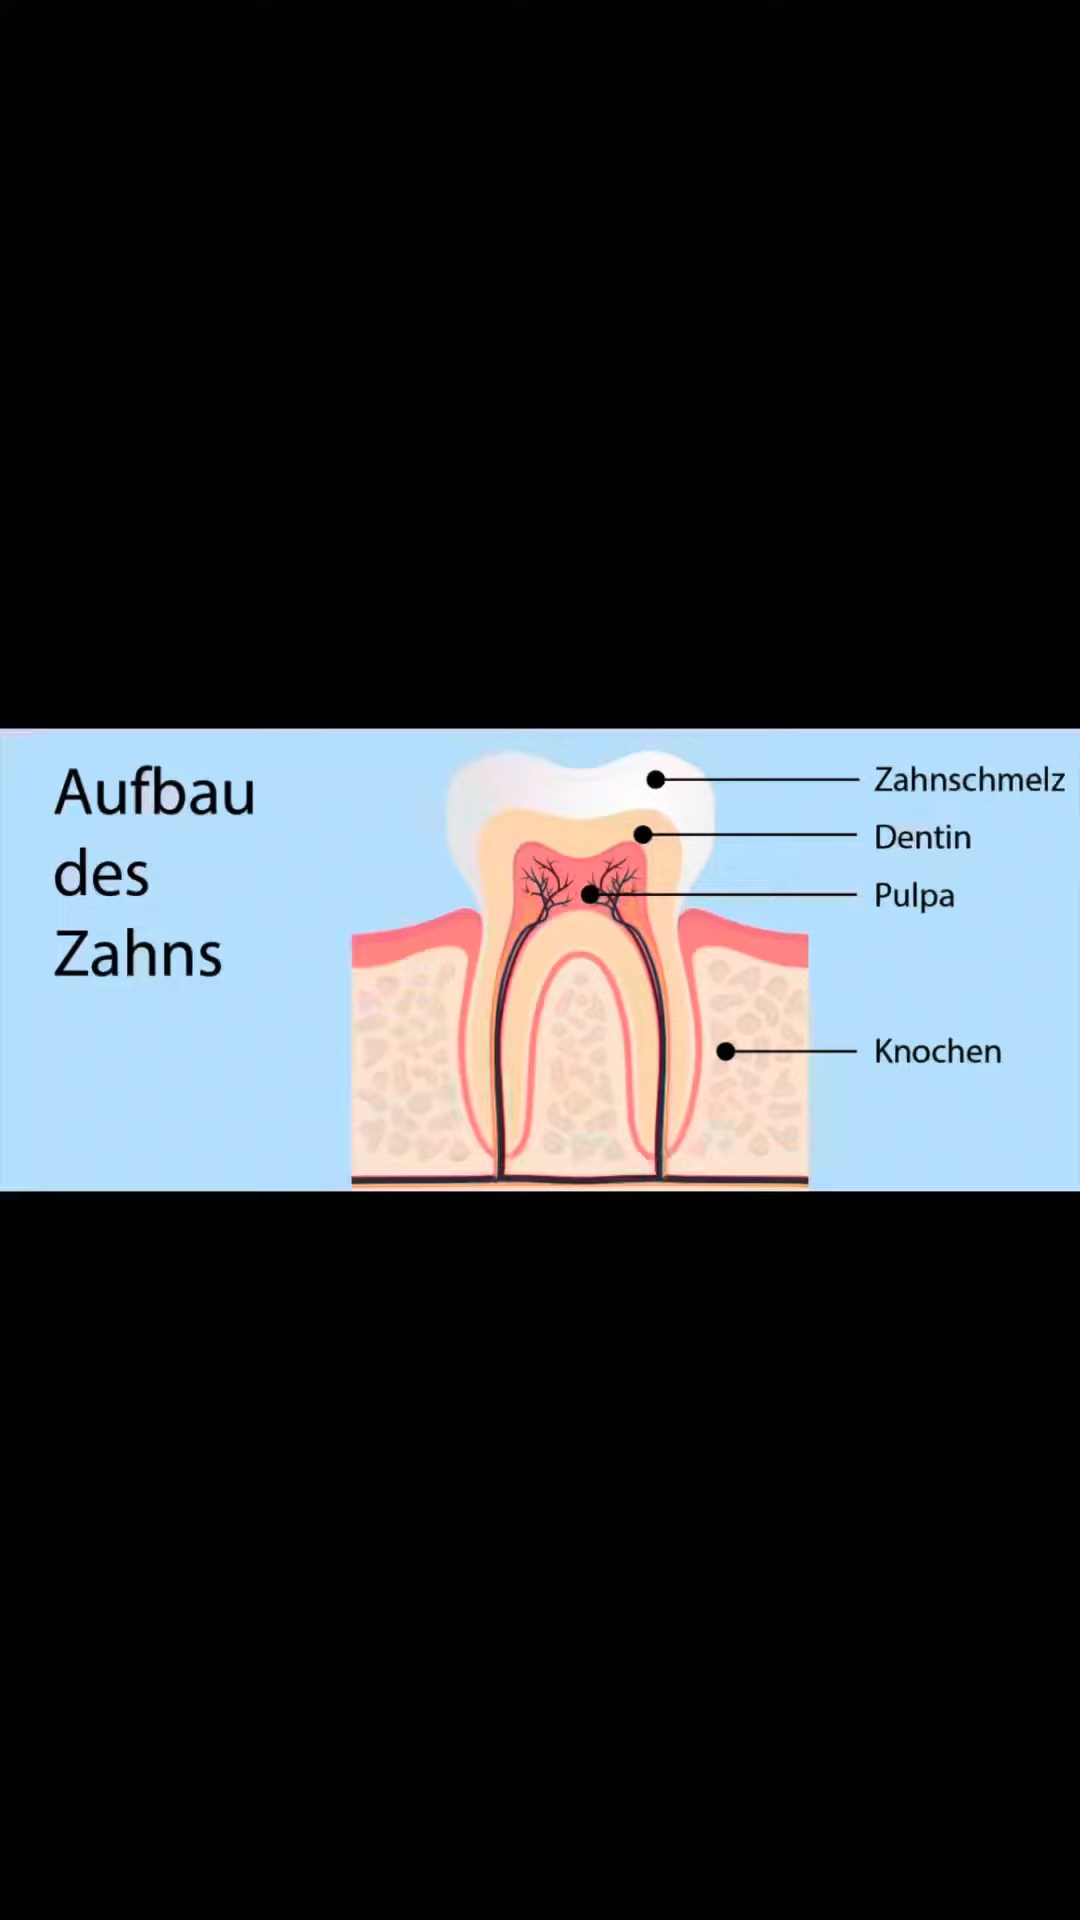 Aufbau
des
Zahns
Zahnschmelz
Dentin
Pulpa
Knochen